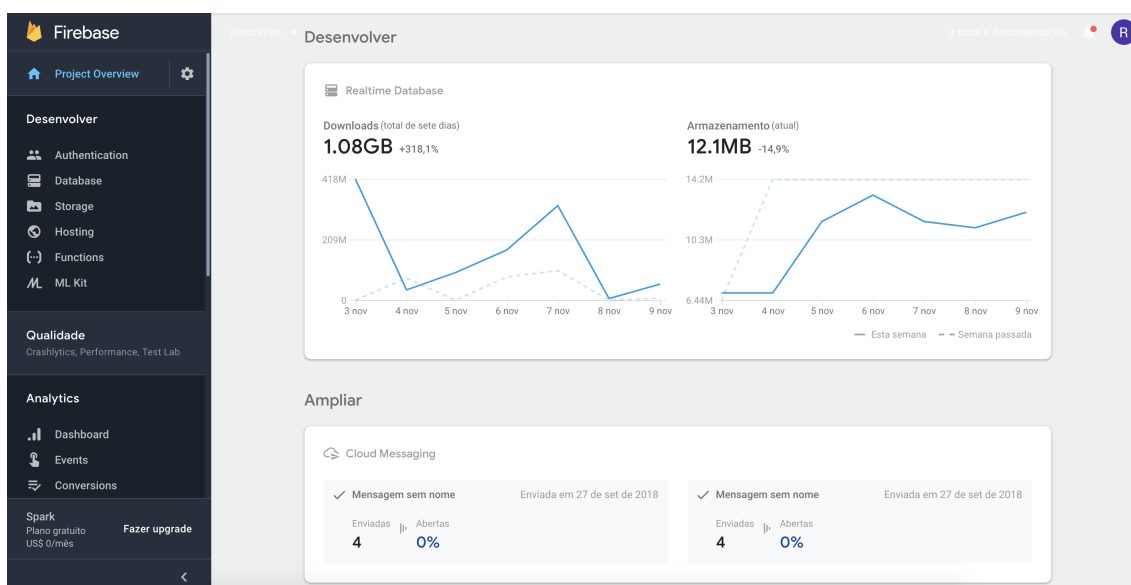 Firebase
NossaVan
Ir para a documentação
R
Project Overview
Desenvolver
Authentication
Database
Storage
Hosting
Functions
ML Kit
Qualidade
Crashlytics, Performance, Test Lab
Analytics
Dashboard
Events
Conversions
Spark
Plano gratuito
US$ 0/mês
Fazer upgrade
Desenvolver
Realtime Database
Downloads (total de sete dias)
1.08GB +318,1%
418M
209M
0
3 nov 4 nov 5 nov 6 nov 7 nov 8 nov 9 nov
Armazenamento (atual)
12.1MB -14,9%
14.2M
10.3M
6.44M
3 nov 4 nov 5 nov 6 nov 7 nov 8 nov 9 nov
Esta semana Semana passada
Ampliar
Cloud Messaging
Mensagem sem nome Enviada em 27 de set de 2018
Enviadas Abertas
4 0%
Mensagem sem nome Enviada em 27 de set de 2018
Enviadas Abertas
4 0%